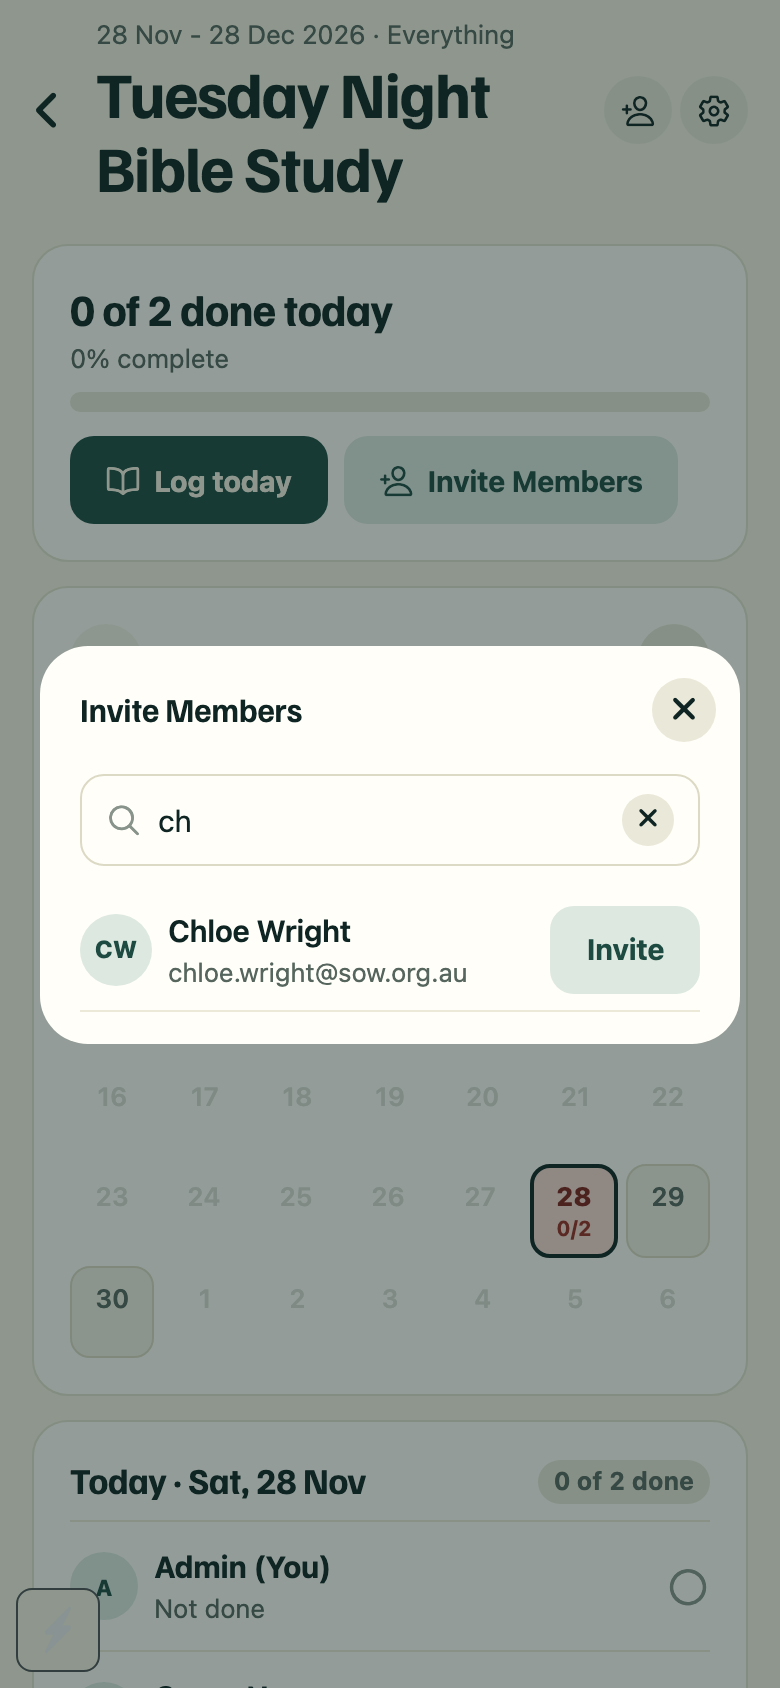 28 Nov - 28 Dec 2026 · Everything
Tuesday Night
Bible Study
0 of 2 done today
0% complete
Log today
Invite Members
Invite Members
ch
CW
Chloe Wright
chloe.wright@sow.org.au
Invite
16 17 18 19 20 21 22
23 24 25 26 27 28 29
0/2
30 1 2 3 4 5 6
Today · Sat, 28 Nov
0 of 2 done
A
Admin (You)
Not done